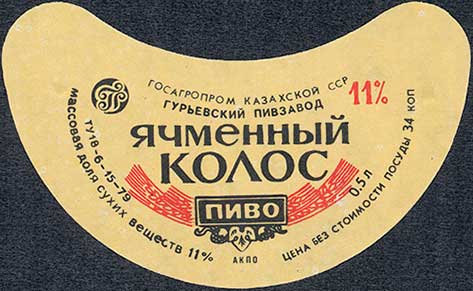 ГОСАГРОПРОМ КАЗАХСКОЙ ССР
ГУРЬЕВСКИЙ ПИВЗАВОД
11%
ЯЧМЕННЫЙ
КОЛОС
ПИВО
АКПО
ТУ18-6-15-79
МАССОВАЯ ДОЛЯ СУХИХ ВЕЩЕСТВ 11%
0,5 Л
ЦЕНА БЕЗ СТОИМОСТИ ПОСУДЫ 34 КОП